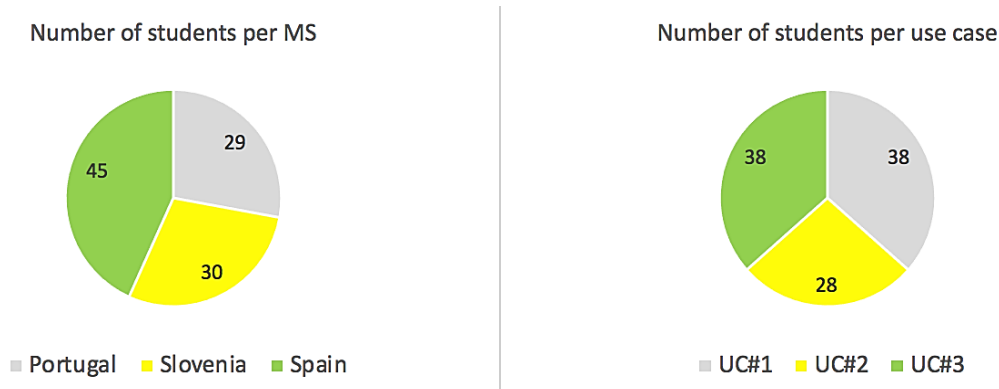 Number of students per MS
29
45
30
Portugal Slovenia Spain
Number of students per use case
38
38
28
UC#1 UC#2 UC#3